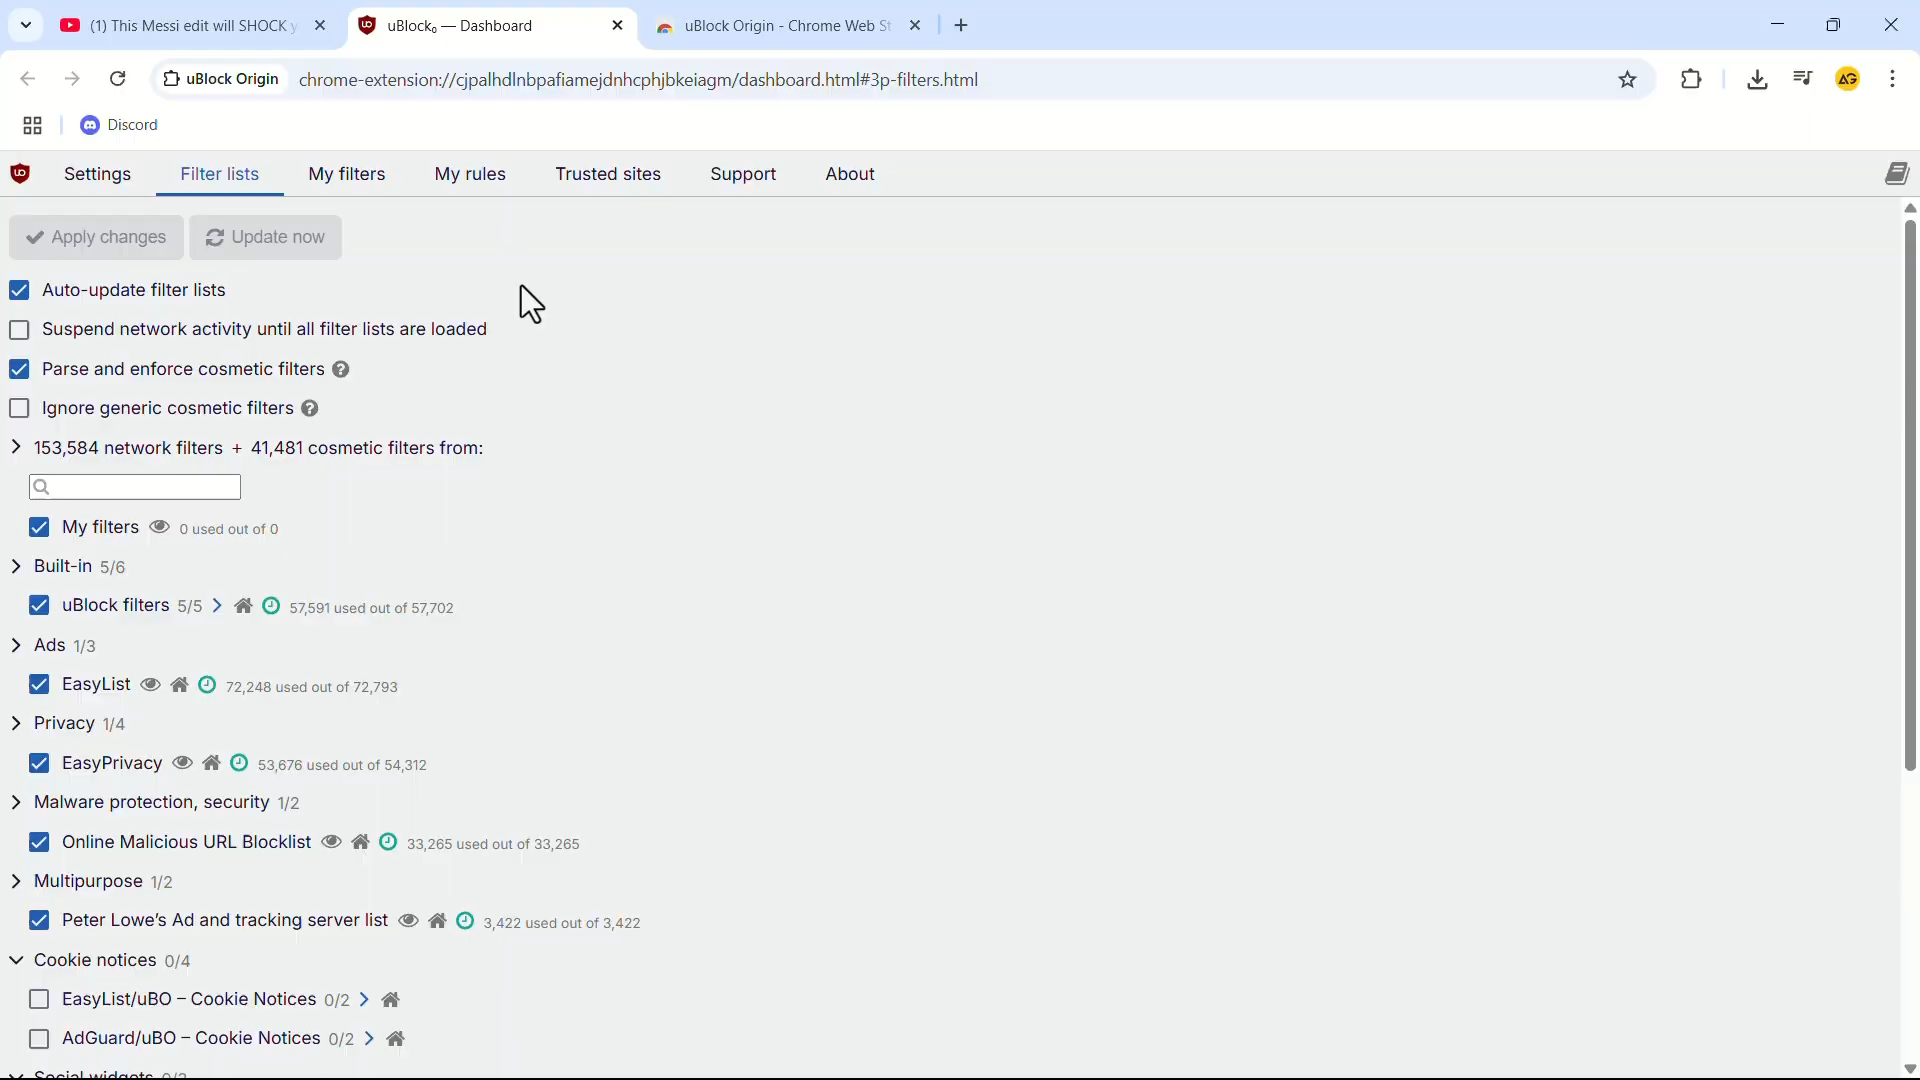 (1) This Messi edit will SHOCK y
uBlock₀ — Dashboard
uBlock Origin - Chrome Web St
uBlock Origin
chrome-extension://cjpalhdlnbpafiamejdnhcphjbkeiagm/dashboard.html#3p-filters.html
AG
Discord
Settings
Filter lists
My filters
My rules
Trusted sites
Support
About
Apply changes
Update now
Auto-update filter lists
Suspend network activity until all filter lists are loaded
Parse and enforce cosmetic filters
Ignore generic cosmetic filters
153,584 network filters + 41,481 cosmetic filters from:
My filters 0 used out of 0
Built-in 5/6
uBlock filters 5/5 57,591 used out of 57,702
Ads 1/3
EasyList 72,248 used out of 72,793
Privacy 1/4
EasyPrivacy 53,676 used out of 54,312
Malware protection, security 1/2
Online Malicious URL Blocklist 33,265 used out of 33,265
Multipurpose 1/2
Peter Lowe's Ad and tracking server list 3,422 used out of 3,422
Cookie notices 0/4
EasyList/uBO – Cookie Notices 0/2
AdGuard/uBO – Cookie Notices 0/2
Social widgets